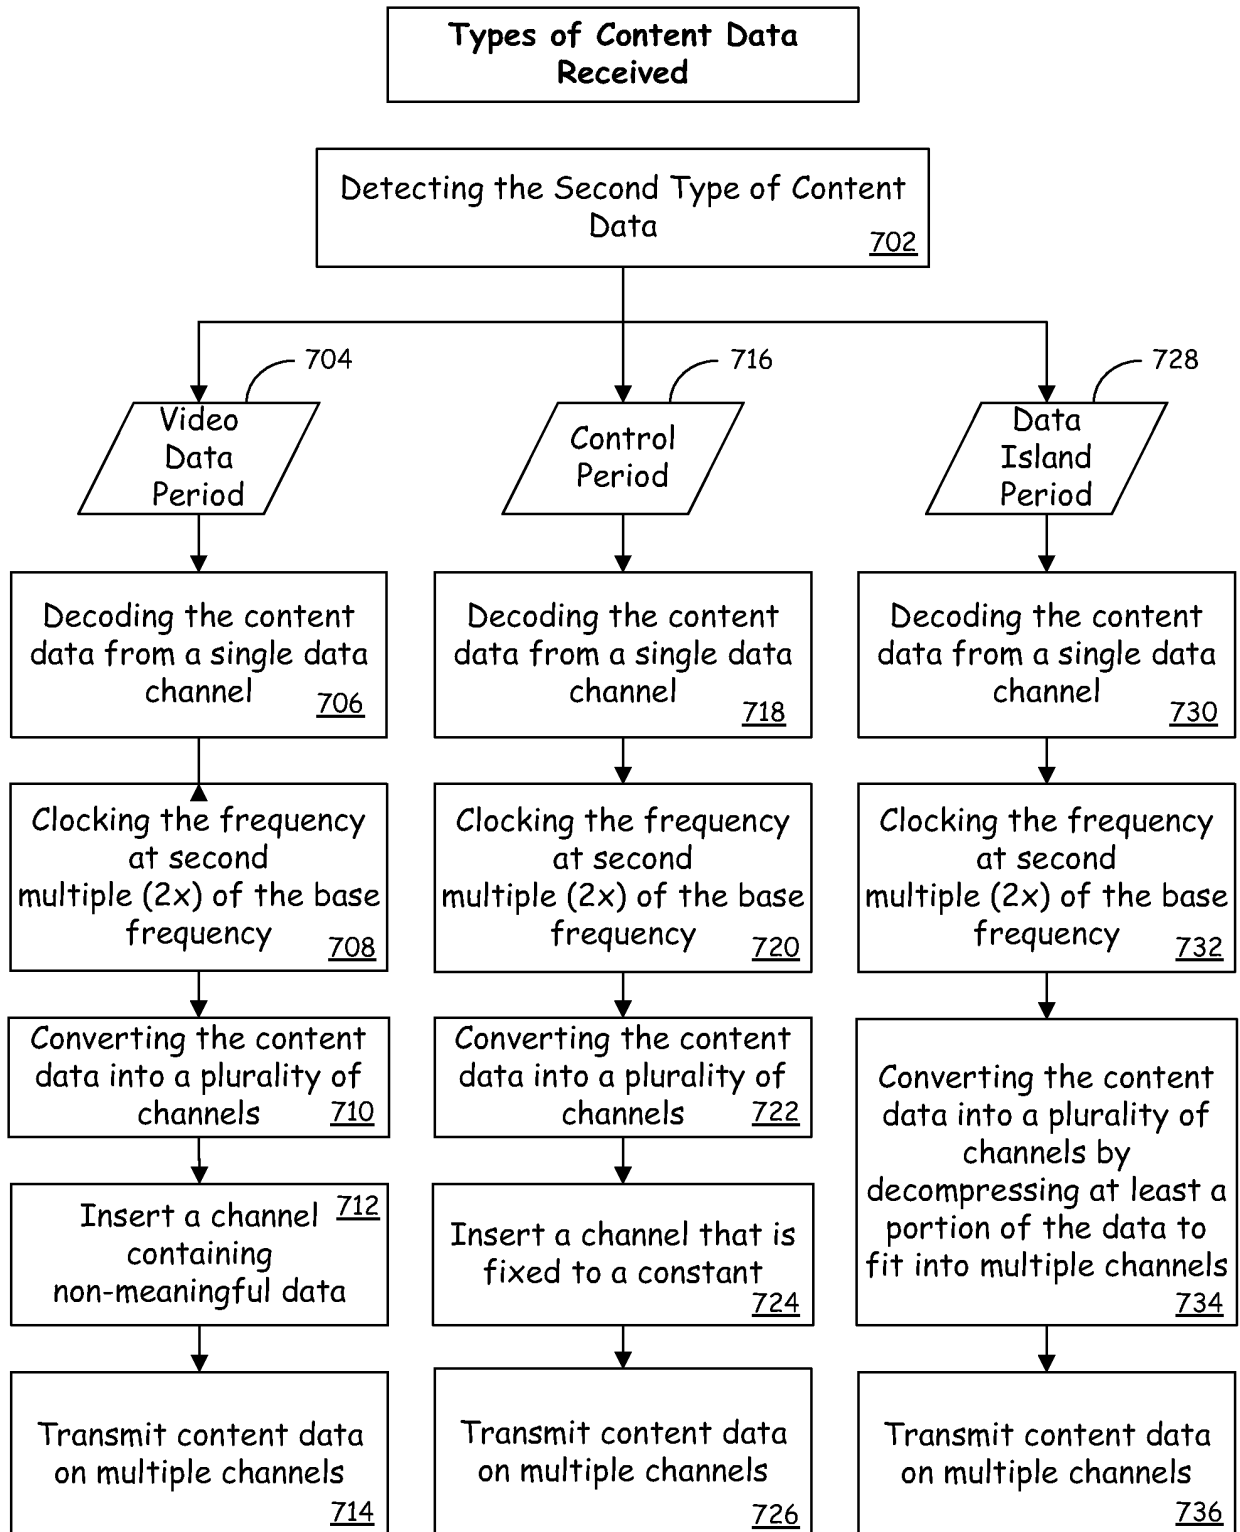 Types of Content Data
Received
Detecting the Second Type of Content
Data
702
704
Video
Data
Period
716
Control
Period
728
Data
Island
Period
Decoding the content
data from a single data
channel
706
Decoding the content
data from a single data
channel
718
Decoding the content
data from a single data
channel
730
Clocking the frequency
at second
multiple (2x) of the base
frequency
708
Clocking the frequency
at second
multiple (2x) of the base
frequency
720
Clocking the frequency
at second
multiple (2x) of the base
frequency
732
Converting the content
data into a plurality of
channels
710
Converting the content
data into a plurality of
channels
722
Converting the content
data into a plurality of
channels by
decompressing at least a
portion of the data to
fit into multiple channels
734
Insert a channel
712
containing
non-meaningful data
Insert a channel that is
fixed to a constant
724
Transmit content data
on multiple channels
714
Transmit content data
on multiple channels
726
Transmit content data
on multiple channels
736